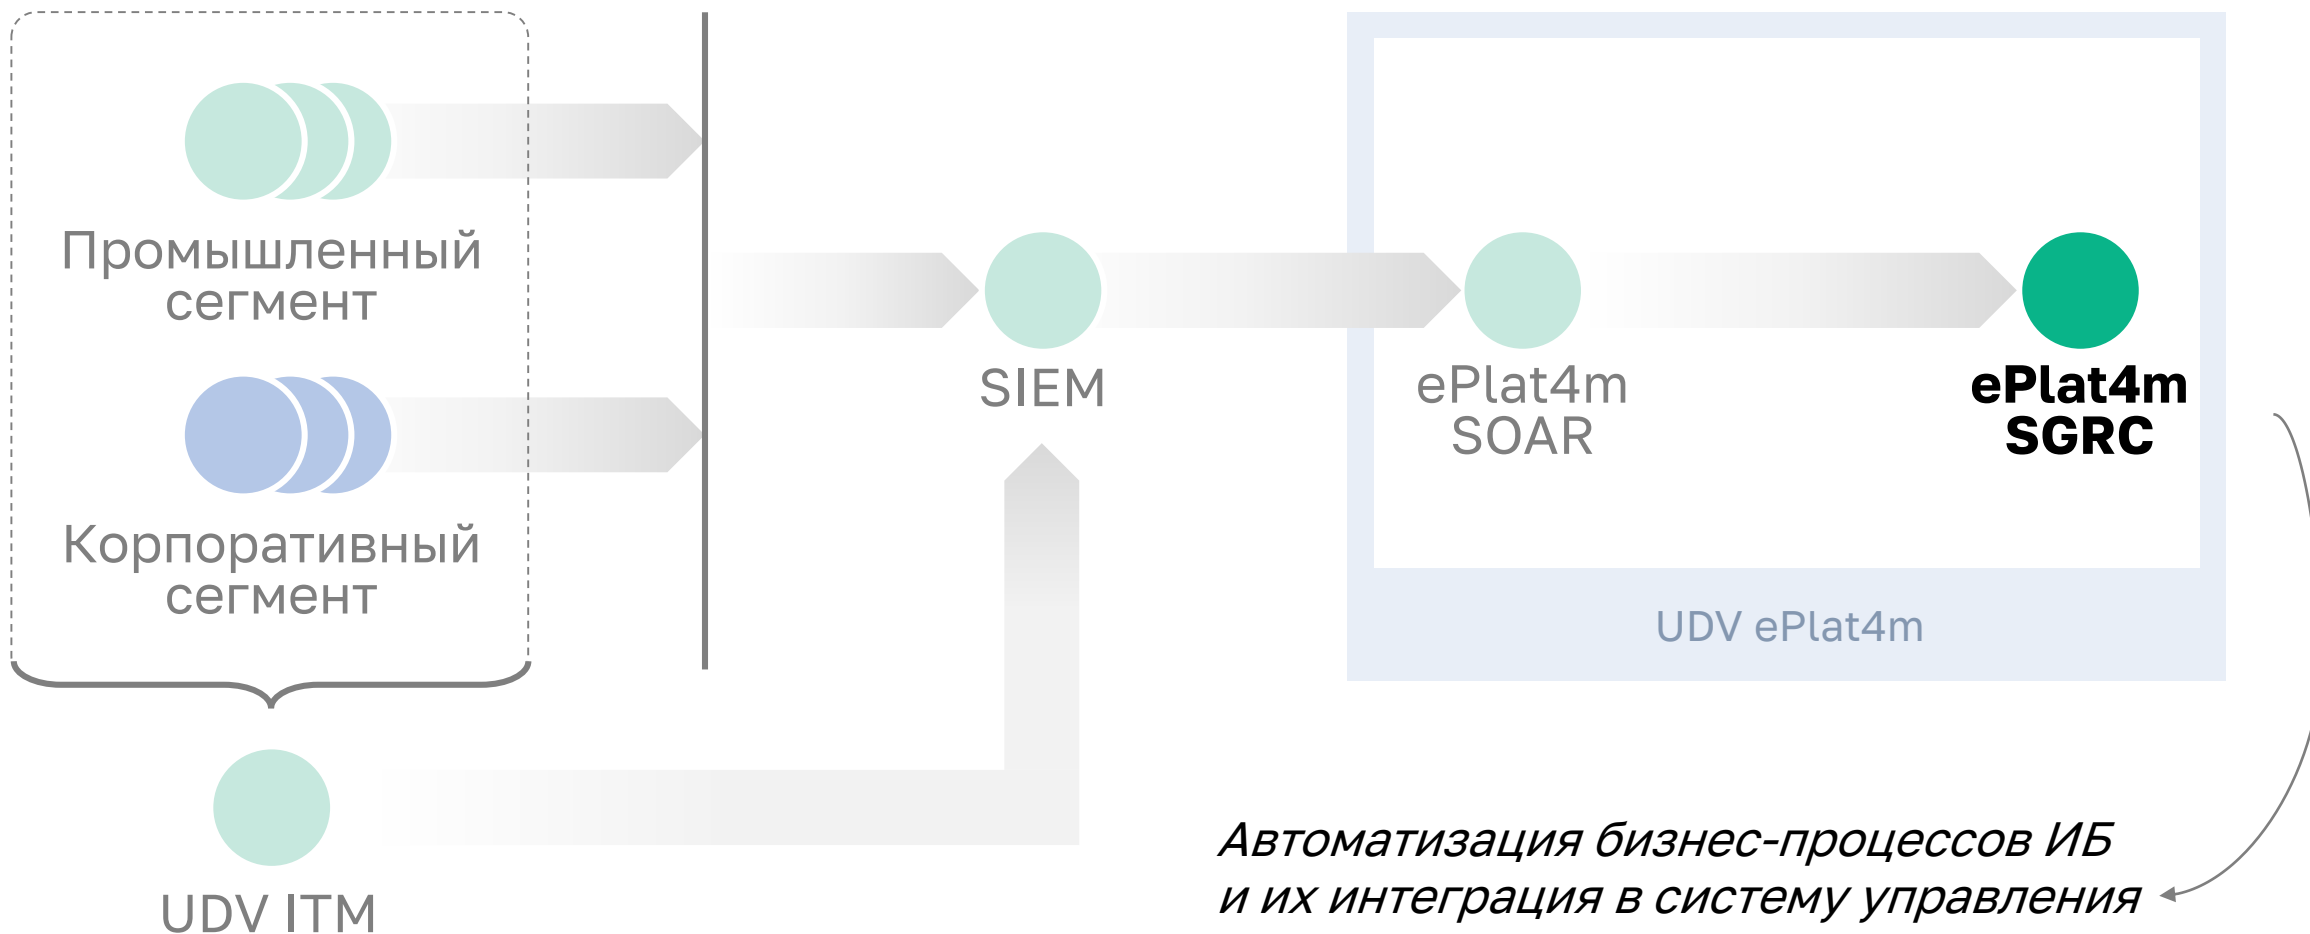 Промышленный
сегмент
Корпоративный
сегмент
UDV ITM
SIEM
ePlat4m
SOAR
ePlat4m
SGRC
UDV ePlat4m
Автоматизация бизнес-процессов ИБ
и их интеграция в систему управления